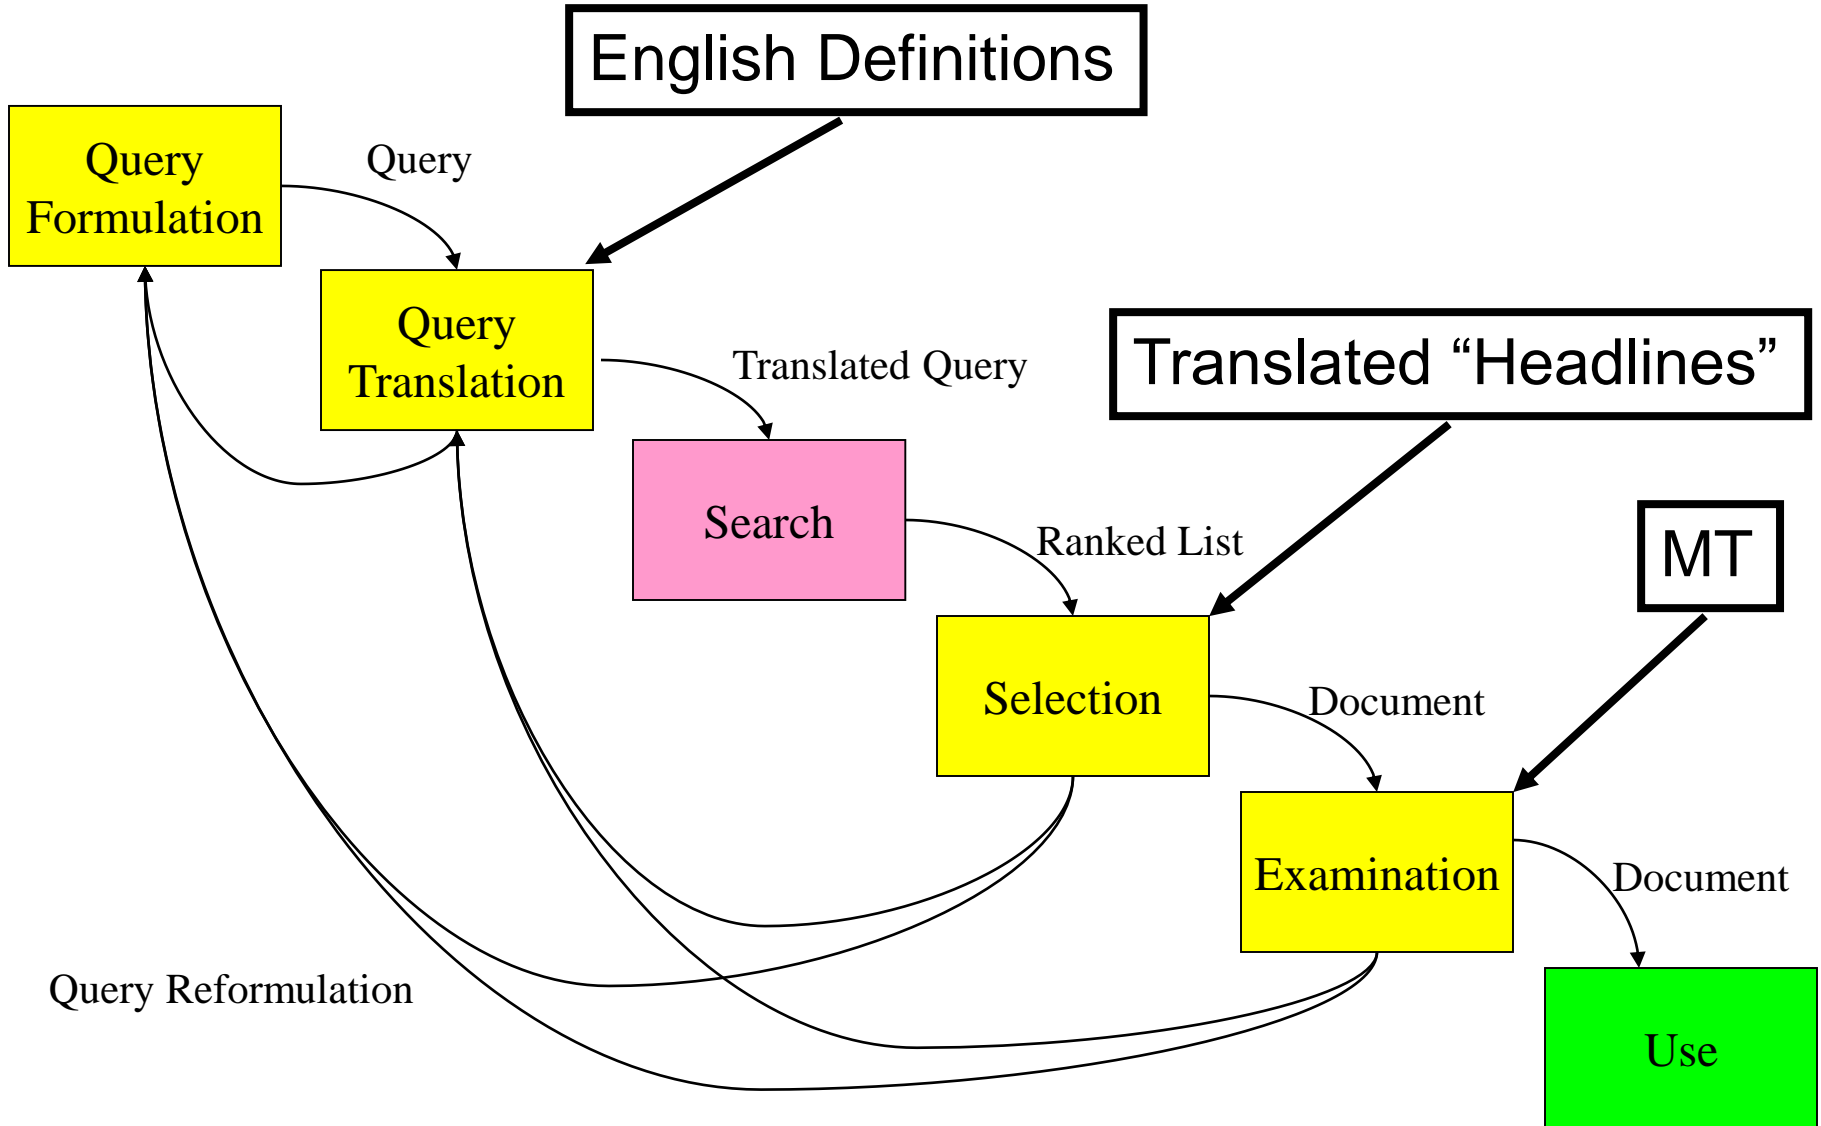 English Definitions
Query
Formulation
Query
Query
Translation
Translated Query
Translated “Headlines”
Search
Ranked List
MT
Selection
Document
Examination
Document
Query Reformulation
Use